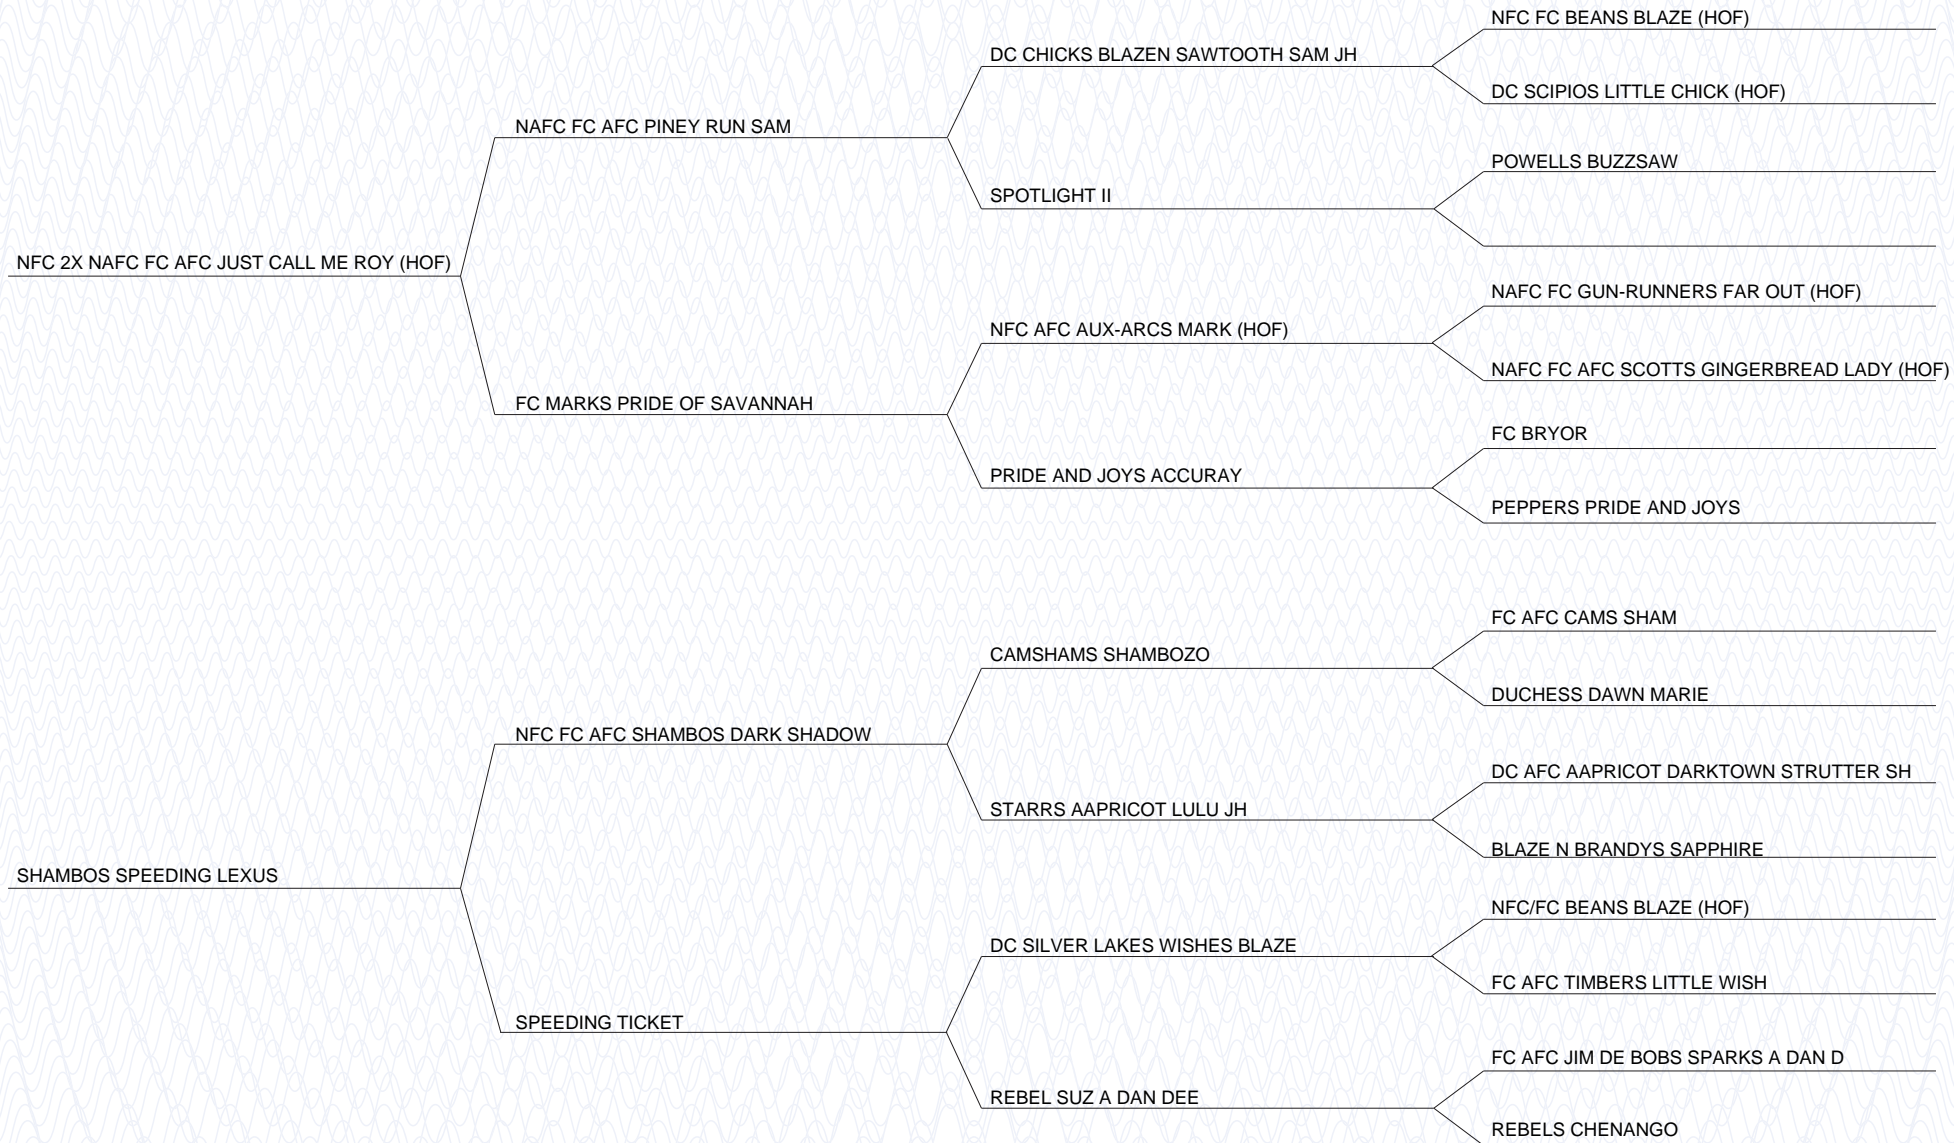 NFC FC BEANS BLAZE (HOF)
DC CHICKS BLAZEN SAWTOOTH SAM JH
DC SCIPIOS LITTLE CHICK (HOF)
NAFC FC AFC PINEY RUN SAM
POWELLS BUZZSAW
SPOTLIGHT II
NFC 2X NAFC FC AFC JUST CALL ME ROY (HOF)
NAFC FC GUN-RUNNERS FAR OUT (HOF)
NFC AFC AUX-ARCS MARK (HOF)
NAFC FC AFC SCOTTS GINGERBREAD LADY (HOF)
FC MARKS PRIDE OF SAVANNAH
FC BRYOR
PRIDE AND JOYS ACCURAY
PEPPERS PRIDE AND JOYS
FC AFC CAMS SHAM
CAMSHAMS SHAMBOZO
DUCHESS DAWN MARIE
NFC FC AFC SHAMBOS DARK SHADOW
DC AFC AAPRICOT DARKTOWN STRUTTER SH
STARRS AAPRICOT LULU JH
BLAZE N BRANDYS SAPPHIRE
SHAMBOS SPEEDING LEXUS
NFC/FC BEANS BLAZE (HOF)
DC SILVER LAKES WISHES BLAZE
FC AFC TIMBERS LITTLE WISH
SPEEDING TICKET
FC AFC JIM DE BOBS SPARKS A DAN D
REBEL SUZ A DAN DEE
REBELS CHENANGO